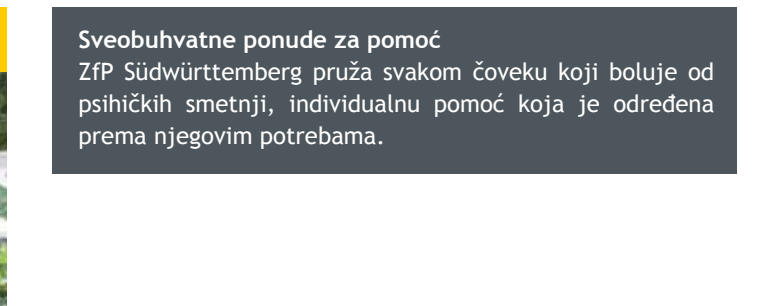 Sveobuhvatne ponude za pomoć
ZfP Südwürttemberg pruža svakom čoveku koji boluje od
psihičkih smetnji, individualnu pomoć koja je određena
prema njegovim potrebama.